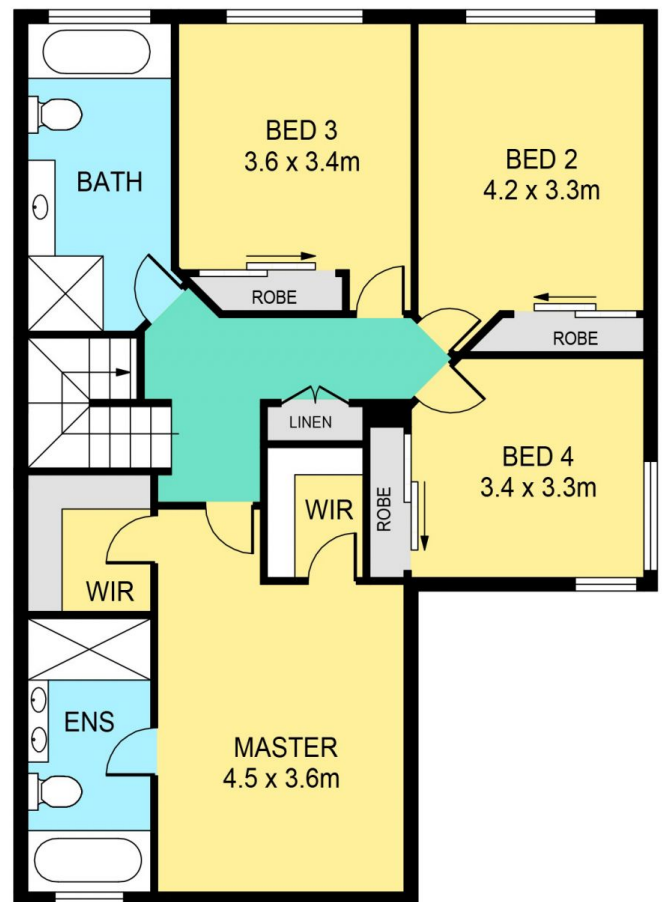 BATH
BED 3
3.6 x 3.4m
BED 2
4.2 x 3.3m
ROBE
ROBE
LINEN
BED 4
3.4 x 3.3m
ROBE
WIR
WIR
ENS
MASTER
4.5 x 3.6m